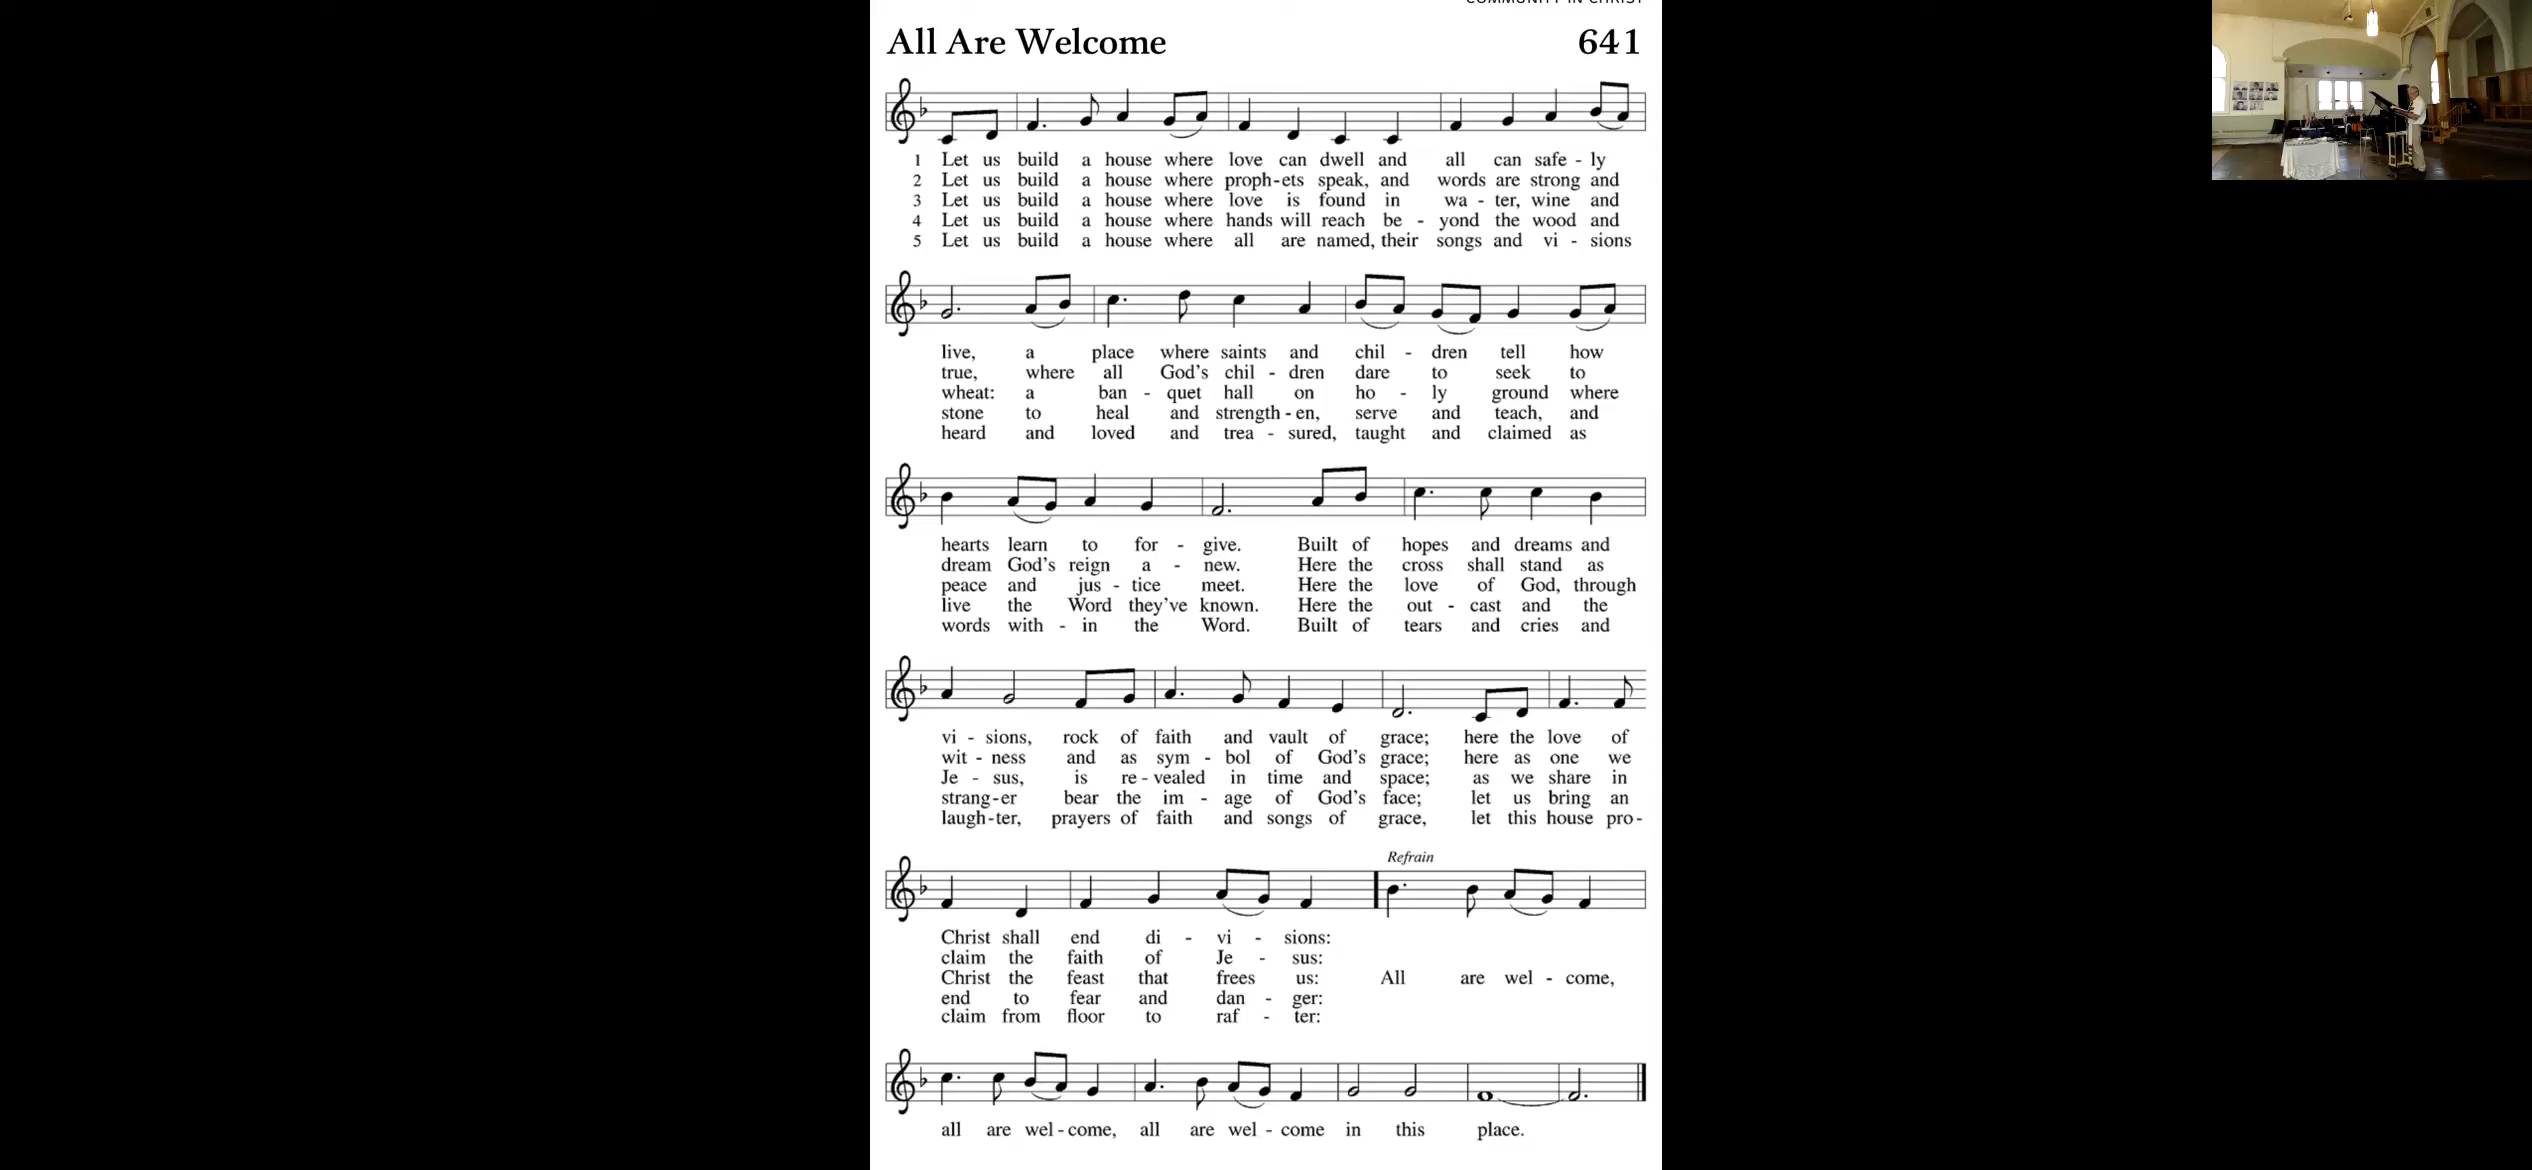 COMMUNITY IN CHRIST
All Are Welcome 641
1 Let us build a house where love can dwell and all can safe - ly
2 Let us build a house where proph - ets speak, and words are strong and
3 Let us build a house where love is found in wa - ter, wine and
4 Let us build a house where hands will reach be - yond the wood and
5 Let us build a house where all are named, their songs and vi - sions
live, a place where saints and chil - dren tell how
true, where all God's chil - dren dare to seek to
wheat: a ban - quet hall on ho - ly ground where
stone to heal and strength - en, serve and teach, and
heard and loved and trea - sured, taught and claimed as
hearts learn to for - give. Built of hopes and dreams and
dream God's reign a - new. Here the cross shall stand as
peace and jus - tice meet. Here the love of God, through
live the Word they've known. Here the out - cast and the
words with - in the Word. Built of tears and cries and
vi - sions, rock of faith and vault of grace; here the love of
wit - ness and as sym - bol of God's grace; here as one we
Je - sus, is re - vealed in time and space; as we share in
strang - er bear the im - age of God's face; let us bring an
laugh - ter, prayers of faith and songs of grace, let this house pro -
Refrain
Christ shall end di - vi - sions:
claim the faith of Je - sus:
Christ the feast that frees us: All are wel - come,
end to fear and dan - ger:
claim from floor to raf - ter:
all are wel - come, all are wel - come in this place.